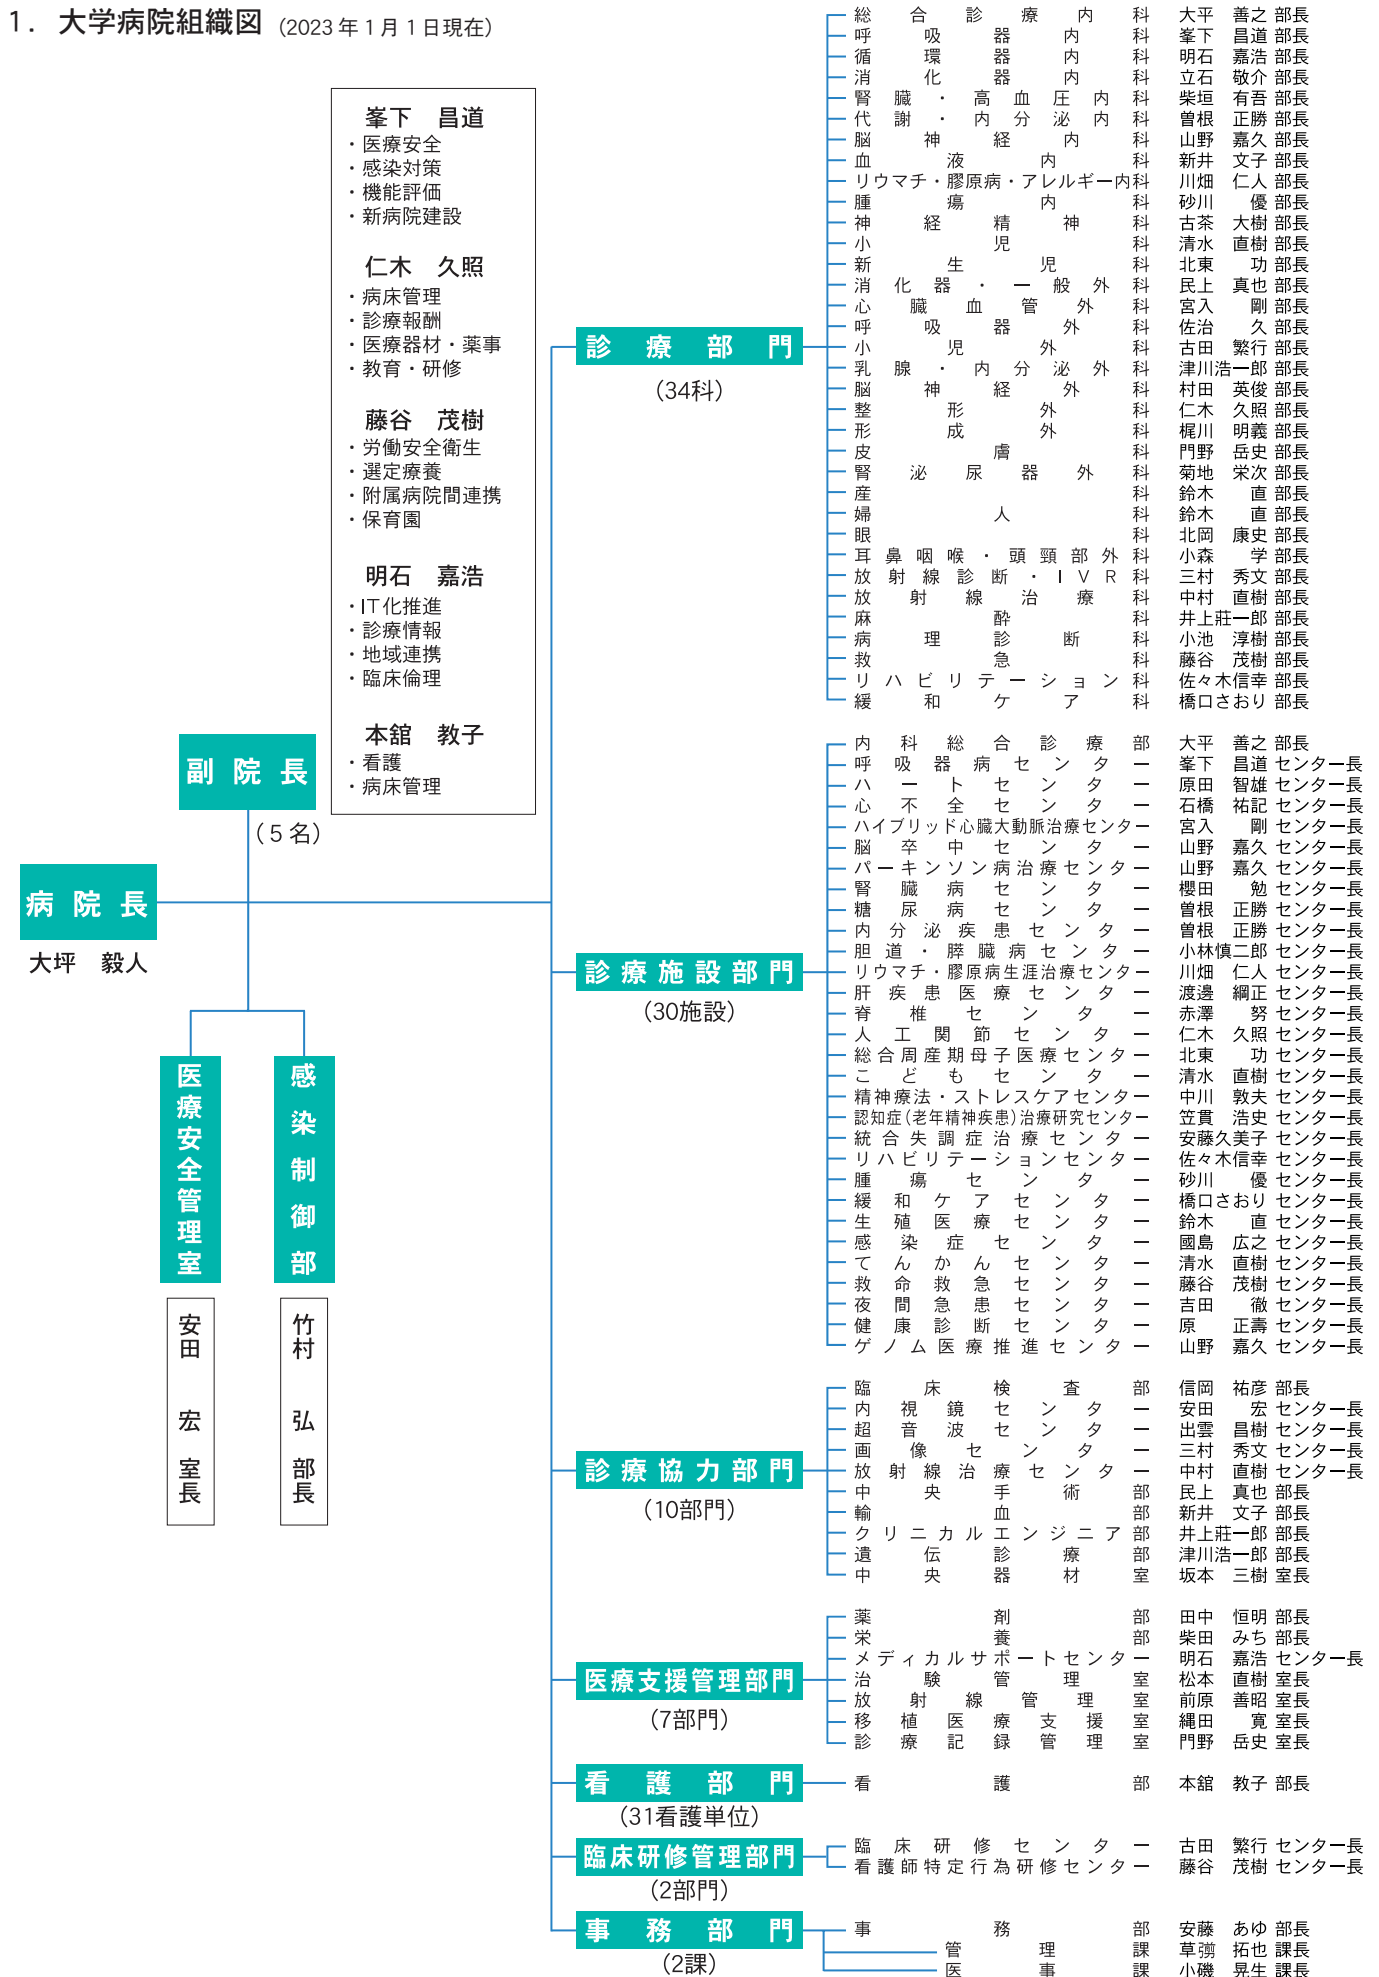 1．大学病院組織図 (2023年1月1日現在)
峯下　昌道
・医療安全
・感染対策
・機能評価
・新病院建設
仁木　久照
・病床管理
・診療報酬
・医療器材・薬事
・教育・研修
藤谷　茂樹
・労働安全衛生
・選定療養
・附属病院間連携
・保育園
明石　嘉浩
・IT化推進
・診療情報
・地域連携
・臨床倫理
本舘　教子
・看護
・病床管理
副院長
(5名)
病院長
大坪　毅人
医療安全管理室
安田　宏　室長
感染制御部
竹村　弘　部長
診療部門
(34科)
総合診療内科　大平　善之 部長
呼吸器内科　峯下　昌道 部長
循環器内科　明石　嘉浩 部長
消化器内科　立石　敬介 部長
腎臓・高血圧内科　柴垣　有吾 部長
代謝・内分泌内科　曽根　正勝 部長
脳神経内科　山野　嘉久 部長
血液内科　新井　文子 部長
リウマチ・膠原病・アレルギー内科　川畑　仁人 部長
腫瘍内科　砂川　優 部長
神経精神科　古茶　大樹 部長
小児科　清水　直樹 部長
新生児科　北東　功 部長
消化器・一般外科　民上　真也 部長
心臓血管外科　宮入　剛 部長
呼吸器外科　佐治　久 部長
小児外科　古田　繁行 部長
乳腺・内分泌外科　津川浩一郎 部長
脳神経外科　村田　英俊 部長
整形外科　仁木　久照 部長
形成外科　梶川　明義 部長
皮膚科　門野　岳史 部長
腎泌尿器外科　菊地　栄次 部長
産科　鈴木　直 部長
婦人科　鈴木　直 部長
眼科　北岡　康史 部長
耳鼻咽喉・頭頸部外科　小森　学 部長
放射線診断・IVR科　三村　秀文 部長
放射線治療科　中村　直樹 部長
麻酔科　井上莊一郎 部長
病理診断科　小池　淳樹 部長
救急科　藤谷　茂樹 部長
リハビリテーション科　佐々木信幸 部長
緩和ケア科　橋口さおり 部長
診療施設部門
(30施設)
内科総合診療部　大平　善之 部長
呼吸器病センター　峯下　昌道 センター長
ハートセンター　原田　智雄 センター長
心不全センター　石橋　祐記 センター長
ハイブリッド心臓大動脈治療センター　宮入　剛 センター長
脳卒中センター　山野　嘉久 センター長
パーキンソン病治療センター　山野　嘉久 センター長
腎臓病センター　櫻田　勉 センター長
糖尿病センター　曽根　正勝 センター長
内分泌疾患センター　曽根　正勝 センター長
胆道・膵臓病センター　小林慎二郎 センター長
リウマチ・膠原病生涯治療センター　川畑　仁人 センター長
肝疾患医療センター　渡邊　綱正 センター長
脊椎センター　赤澤　努 センター長
人工関節センター　仁木　久照 センター長
総合周産期母子医療センター　北東　功 センター長
こどもセンター　清水　直樹 センター長
精神療法・ストレスケアセンター　中川　敦夫 センター長
認知症(老年精神疾患)治療研究センター　笠貫　浩史 センター長
統合失調症治療センター　安藤久美子 センター長
リハビリテーションセンター　佐々木信幸 センター長
腫瘍センター　砂川　優 センター長
緩和ケアセンター　橋口さおり センター長
生殖医療センター　鈴木　直 センター長
感染症センター　國島　広之 センター長
てんかんセンター　清水　直樹 センター長
救命救急センター　藤谷　茂樹 センター長
夜間急患センター　吉田　徹 センター長
健康診断センター　原　正壽 センター長
ゲノム医療推進センター　山野　嘉久 センター長
診療協力部門
(10部門)
臨床検査部　信岡　祐彦 部長
内視鏡センター　安田　宏 センター長
超音波センター　出雲　昌樹 センター長
画像センター　三村　秀文 センター長
放射線治療センター　中村　直樹 センター長
中央手術部　民上　真也 部長
輸血部　新井　文子 部長
クリニカルエンジニア部　井上莊一郎 部長
遺伝診療部　津川浩一郎 部長
中央器材室　坂本　三樹 室長
医療支援管理部門
(7部門)
薬剤部　田中　恒明 部長
栄養部　柴田　みち 部長
メディカルサポートセンター　明石　嘉浩 センター長
治験管理室　松本　直樹 室長
放射線管理室　前原　善昭 室長
移植医療支援室　縄田　寛 室長
診療記録管理室　門野　岳史 室長
看護部門
(31看護単位)
看護部　本舘　教子 部長
臨床研修管理部門
(2部門)
臨床研修センター　古田　繁行 センター長
看護師特定行為研修センター　藤谷　茂樹 センター長
事務部門
(2課)
事務部　安藤　あゆ 部長
管理課　草彅　拓也 課長
医事課　小磯　晃生 課長